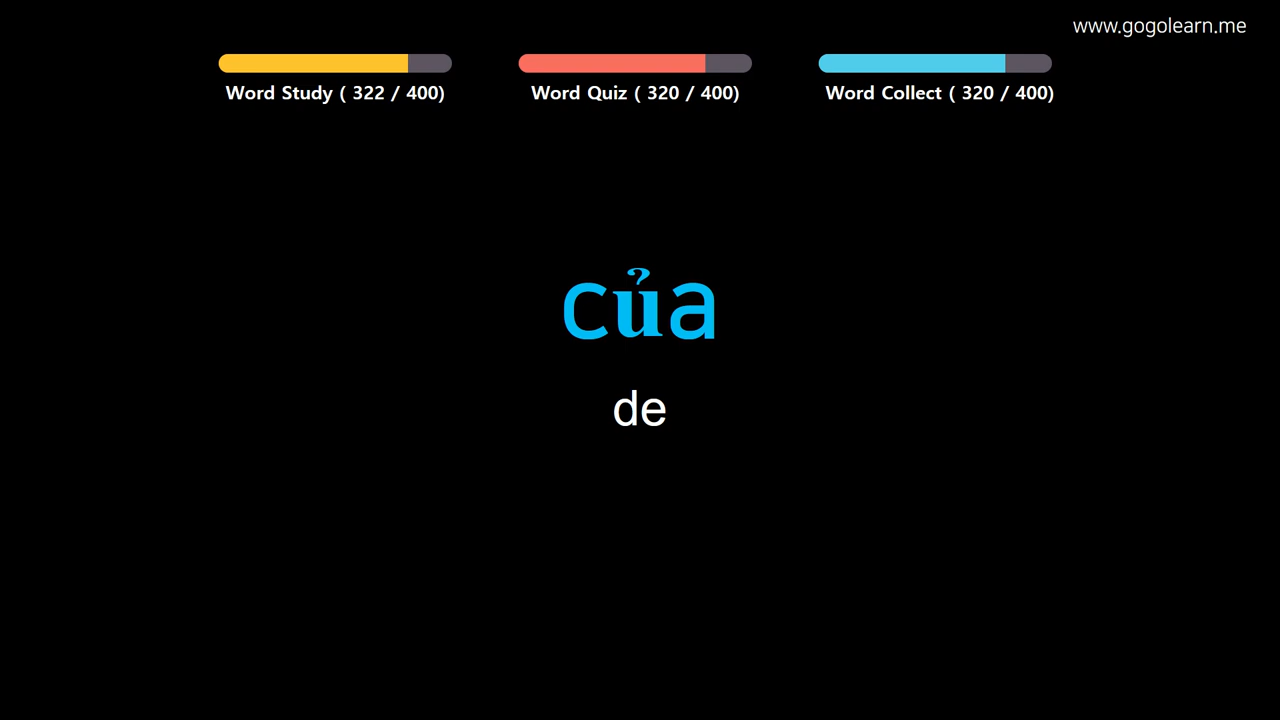 www.gogolearn.me
Word Study ( 322 / 400)
Word Quiz ( 320 / 400)
Word Collect ( 320 / 400)
của
de